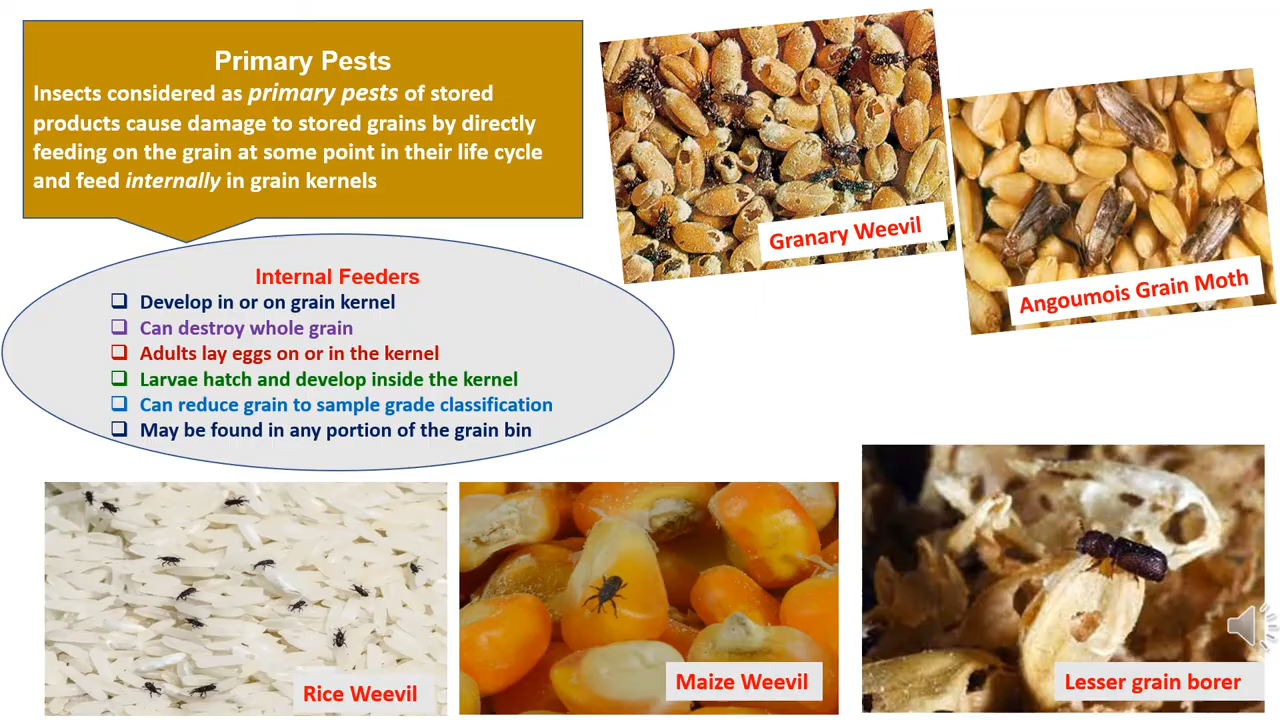 Primary Pests
Insects considered as primary pests of stored
products cause damage to stored grains by directly
feeding on the grain at some point in their life cycle
and feed internally in grain kernels
Internal Feeders
Develop in or on grain kernel
Can destroy whole grain
Adults lay eggs on or in the kernel
Larvae hatch and develop inside the kernel
Can reduce grain to sample grade classification
May be found in any portion of the grain bin
Granary Weevil
Angoumois Grain Moth
Rice Weevil
Maize Weevil
Lesser grain borer